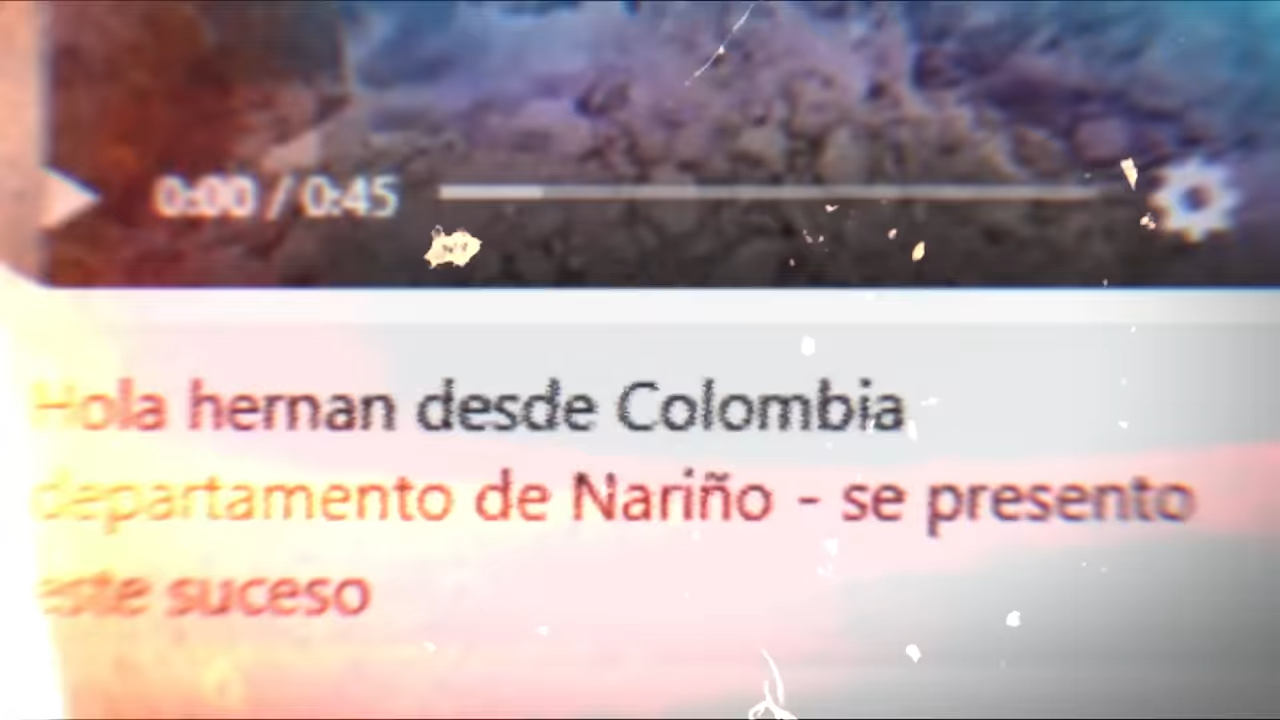 0:00 / 0:45
Hola hernan desde Colombia
departamento de Nariño - se presento
este suceso